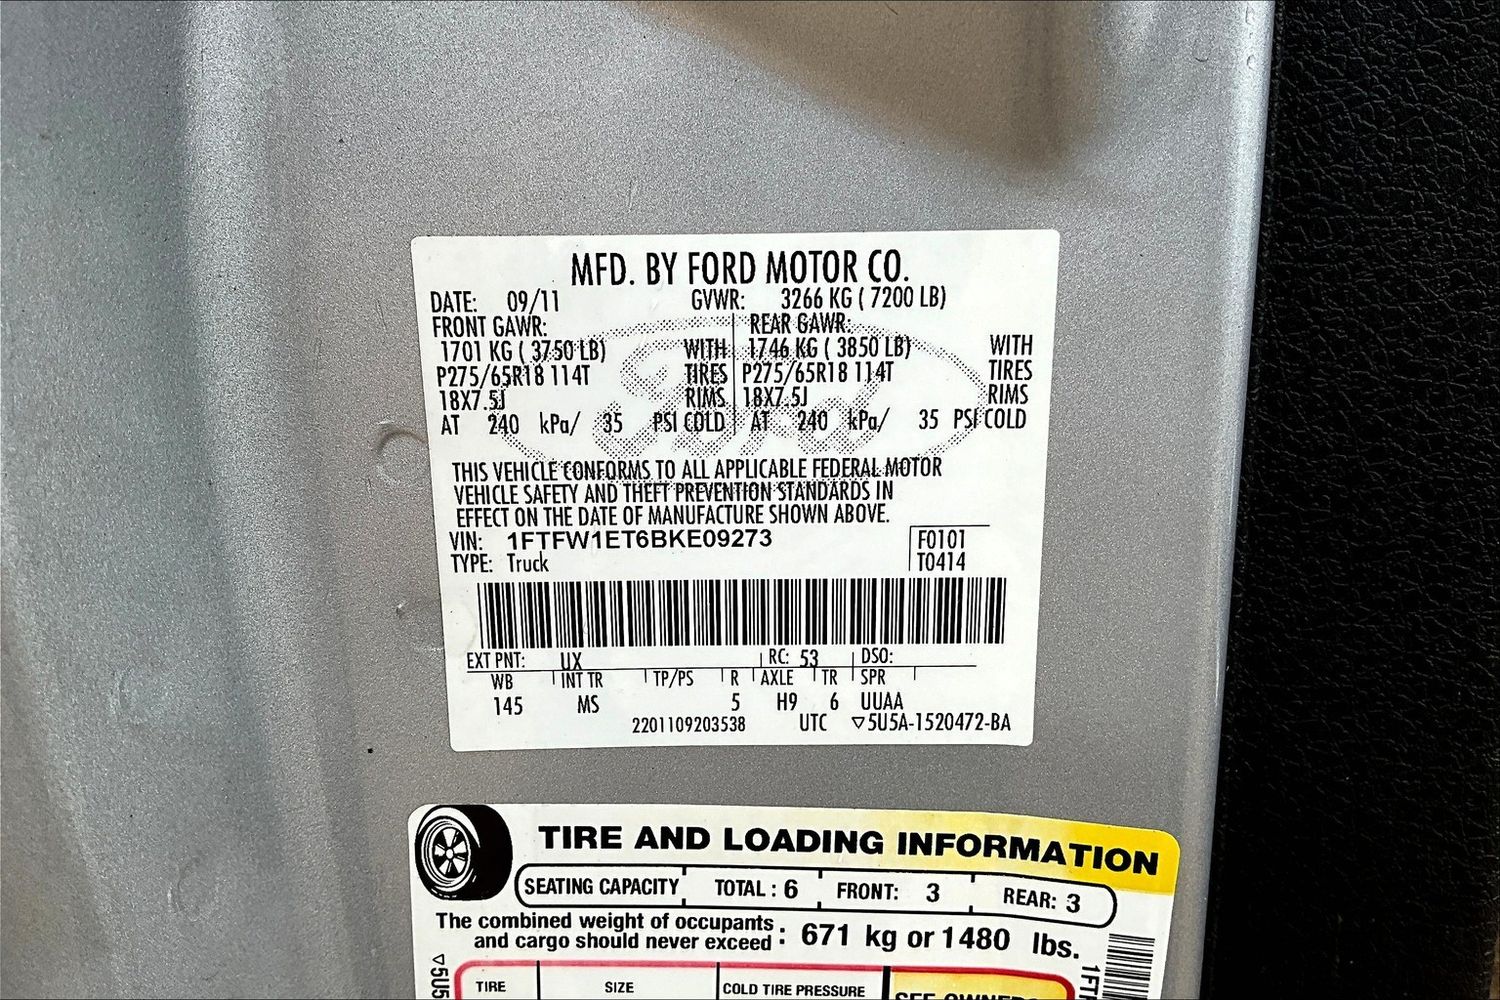 MFD. BY FORD MOTOR CO.
DATE: 09/11 GVWR: 3266 KG ( 7200 LB)
FRONT GAWR: REAR GAWR:
1701 KG ( 3750 LB) WITH 1746 KG ( 3850 LB) WITH
P275/65R18 114T TIRES P275/65R18 114T TIRES
18X7.5J RIMS 18X7.5J RIMS
AT 240 kPa/ 35 PSI COLD AT 240 kPa/ 35 PSI COLD
Ford
THIS VEHICLE CONFORMS TO ALL APPLICABLE FEDERAL MOTOR
VEHICLE SAFETY AND THEFT PREVENTION STANDARDS IN
EFFECT ON THE DATE OF MANUFACTURE SHOWN ABOVE.
VIN: 1FTFW1ET6BKE09273 F0101
TYPE: Truck T0414
EXT PNT: UX RC: 53 DSO:
WB INT TR TP/PS R AXLE TR SPR
145 MS 5 H9 6 UUAA
2201109203538 UTC ▽5U5A-1520472-BA
TIRE AND LOADING INFORMATION
SEATING CAPACITY TOTAL : 6 FRONT: 3 REAR: 3
The combined weight of occupants
and cargo should never exceed : 671 kg or 1480 lbs.
TIRE SIZE COLD TIRE PRESSURE SEE OWNERS
▽5U5
1FT